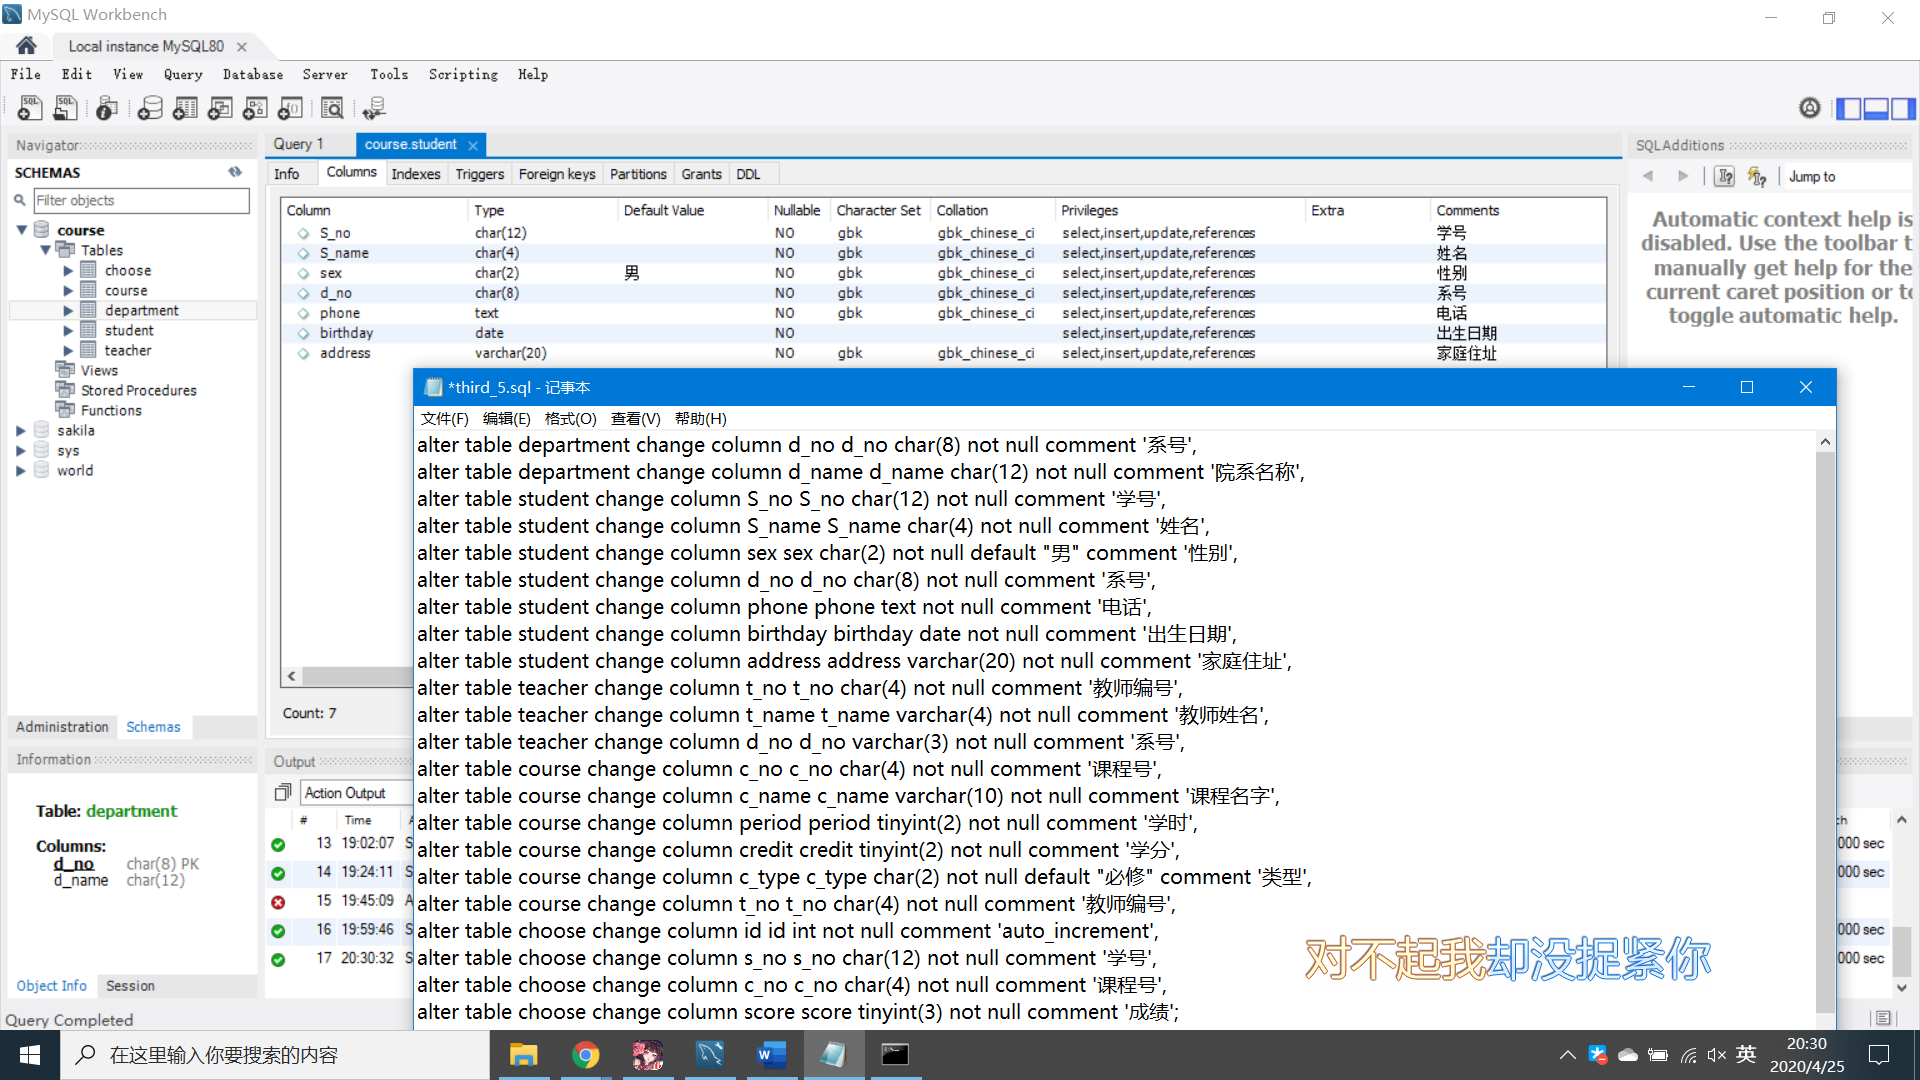 MySQL Workbench
Local instance MySQL80
File Edit View Query Database Server Tools Scripting Help
Navigator
SCHEMAS
Filter objects
course
Tables
choose
course
department
student
teacher
Views
Stored Procedures
Functions
sakila
sys
world
Administration Schemas
Information
Table: department
Columns:
d_no char(8) PK
d_name char(12)
Object Info Session
Query Completed
Query 1 course.student
Info Columns Indexes Triggers Foreign keys Partitions Grants DDL
Column Type Default Value Nullable Character Set Collation Privileges Extra Comments
S_no char(12) NO gbk gbk_chinese_ci select,insert,update,references 学号
S_name char(4) NO gbk gbk_chinese_ci select,insert,update,references 姓名
sex char(2) 男 NO gbk gbk_chinese_ci select,insert,update,references 性别
d_no char(8) NO gbk gbk_chinese_ci select,insert,update,references 系号
phone text NO gbk gbk_chinese_ci select,insert,update,references 电话
birthday date NO select,insert,update,references 出生日期
address varchar(20) NO gbk gbk_chinese_ci select,insert,update,references 家庭住址
Count: 7
Output
Action Output
# Time
13 19:02:07 S
14 19:24:11 S
15 19:45:09 A
16 19:59:46 S
17 20:30:32 S
SQLAdditions
Jump to
Automatic context help is
disabled. Use the toolbar t
manually get help for the
current caret position or to
toggle automatic help.
*third_5.sql - 记事本
文件(F) 编辑(E) 格式(O) 查看(V) 帮助(H)
alter table department change column d_no d_no char(8) not null comment '系号',
alter table department change column d_name d_name char(12) not null comment '院系名称',
alter table student change column S_no S_no char(12) not null comment '学号',
alter table student change column S_name S_name char(4) not null comment '姓名',
alter table student change column sex sex char(2) not null default "男" comment '性别',
alter table student change column d_no d_no char(8) not null comment '系号',
alter table student change column phone phone text not null comment '电话',
alter table student change column birthday birthday date not null comment '出生日期',
alter table student change column address address varchar(20) not null comment '家庭住址',
alter table teacher change column t_no t_no char(4) not null comment '教师编号',
alter table teacher change column t_name t_name varchar(4) not null comment '教师姓名',
alter table teacher change column d_no d_no varchar(3) not null comment '系号',
alter table course change column c_no c_no char(4) not null comment '课程号',
alter table course change column c_name c_name varchar(10) not null comment '课程名字',
alter table course change column period period tinyint(2) not null comment '学时',
alter table course change column credit credit tinyint(2) not null comment '学分',
alter table course change column c_type c_type char(2) not null default "必修" comment '类型',
alter table course change column t_no t_no char(4) not null comment '教师编号',
alter table choose change column id id int not null comment 'auto_increment',
alter table choose change column s_no s_no char(12) not null comment '学号',
alter table choose change column c_no c_no char(4) not null comment '课程号',
alter table choose change column score score tinyint(3) not null comment '成绩';
ch
000 sec
000 sec
000 sec
000 sec
对不起我却没捉紧你
在这里输入你要搜索的内容
英
20:30
2020/4/25